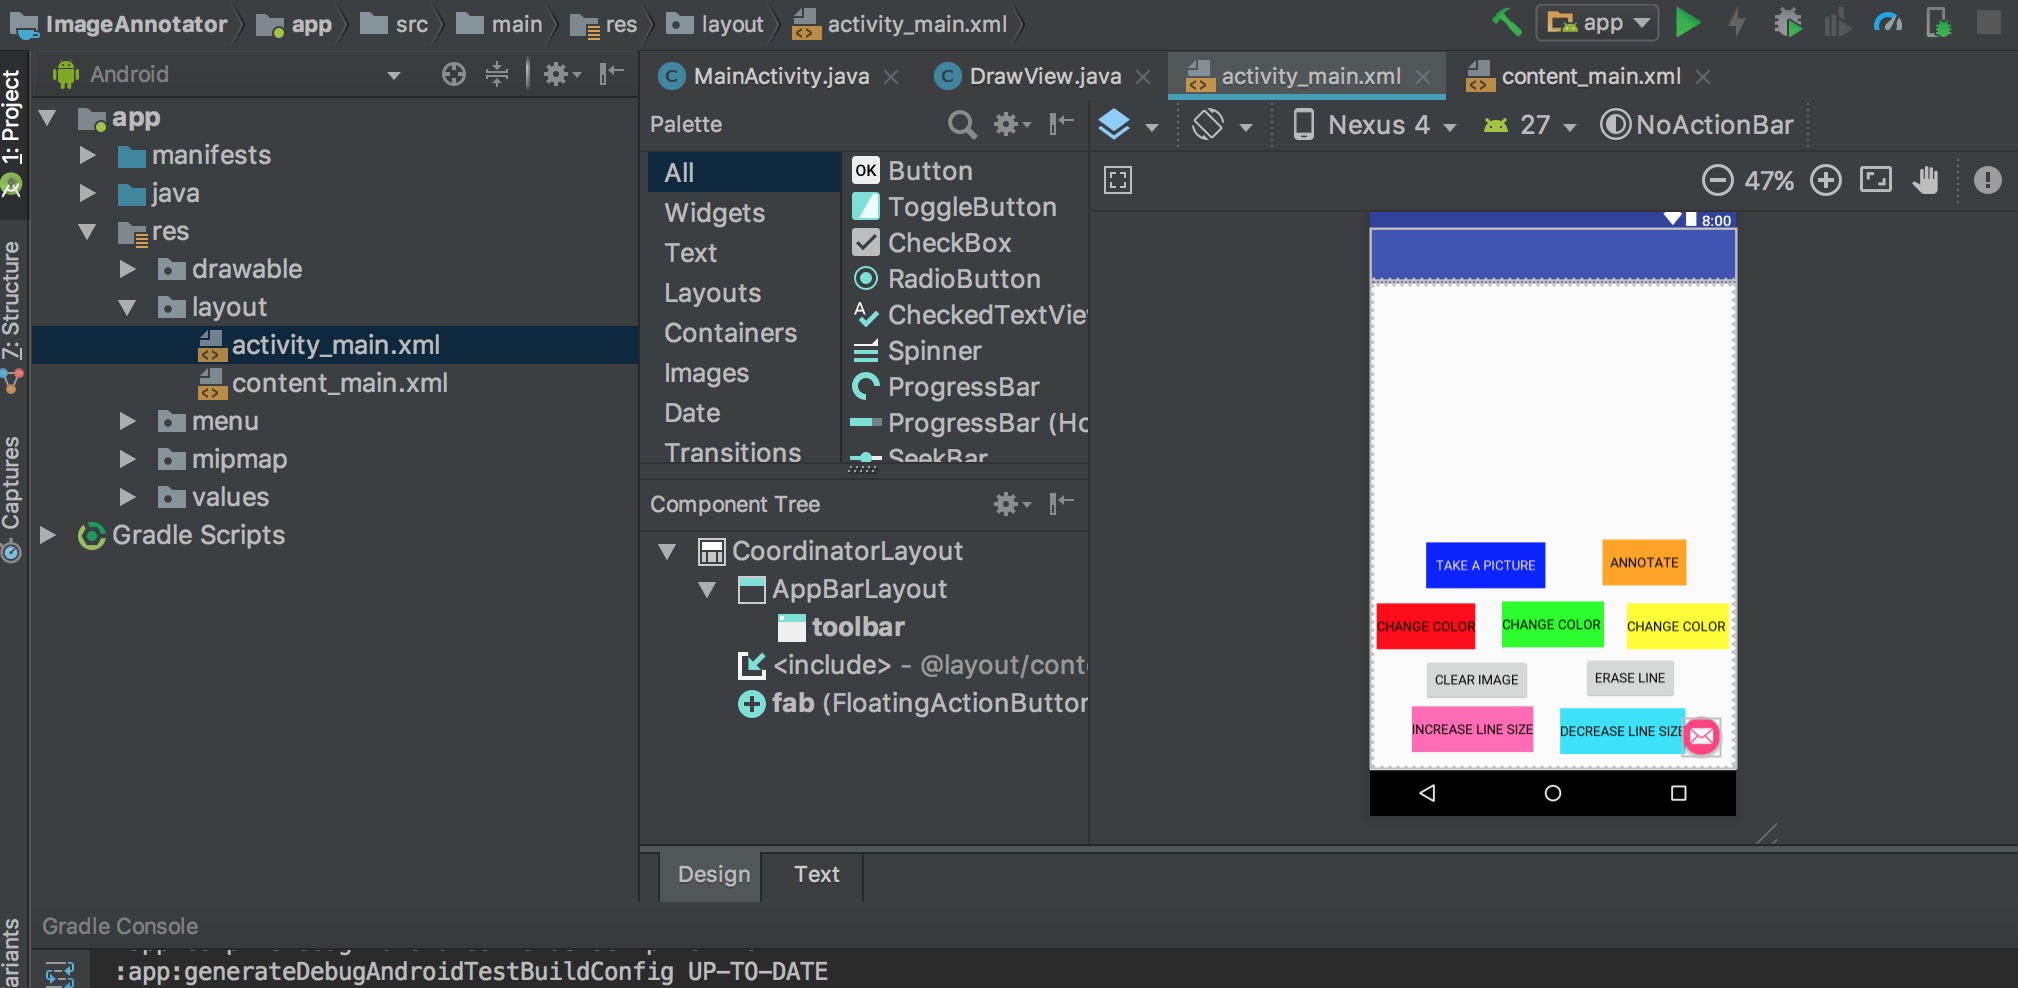 ImageAnnotator app src main res layout activity_main.xml
app
1: Project
Z: Structure
Captures
Android
app
manifests
java
res
drawable
layout
activity_main.xml
content_main.xml
menu
mipmap
values
Gradle Scripts
MainActivity.java DrawView.java activity_main.xml content_main.xml
Palette
All
Widgets
Text
Layouts
Containers
Images
Date
Transitions
OK Button
ToggleButton
CheckBox
RadioButton
CheckedTextVie
Spinner
ProgressBar
ProgressBar (Ho
SeekBar
Component Tree
CoordinatorLayout
AppBarLayout
toolbar
<include> - @layout/cont
fab (FloatingActionButton
Nexus 4 27 NoActionBar
47%
8:00
TAKE A PICTURE ANNOTATE
CHANGE COLOR CHANGE COLOR CHANGE COLOR
CLEAR IMAGE ERASE LINE
INCREASE LINE SIZE DECREASE LINE SIZE
Design Text
Gradle Console
:app:generateDebugAndroidTestBuildConfig UP-TO-DATE